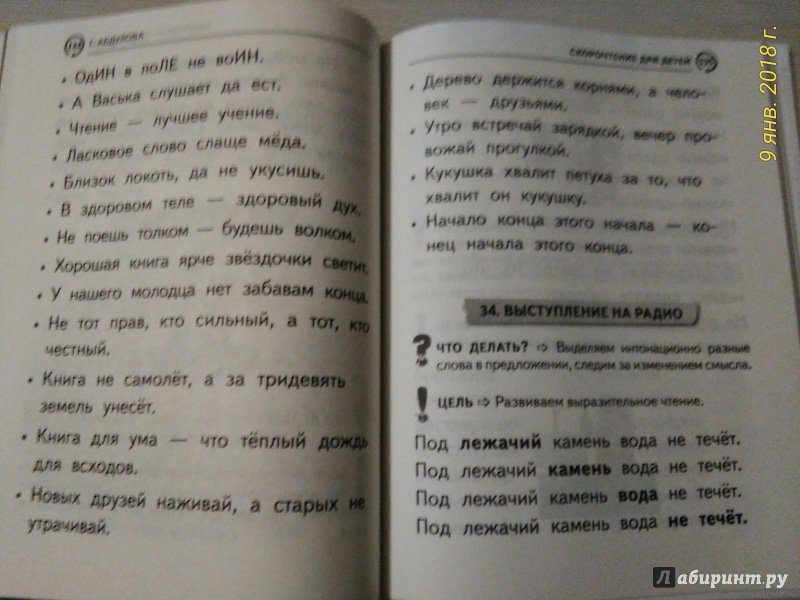 Г. АБДУЛОВА
• ОдИН в поЛЕ не воИН.
• А Васька слушает да ест.
• Чтение — лучшее учение.
• Ласковое слово слаще мёда.
• Близок локоть, да не укусишь.
• В здоровом теле — здоровый дух.
• Не поешь толком — будешь волком.
• Хорошая книга ярче звёздочки светит.
• У нашего молодца нет забавам конца.
• Не тот прав, кто сильный, а тот, кто
честный.
• Книга не самолёт, а за тридевять
земель унесёт.
• Книга для ума — что тёплый дождь
для всходов.
• Новых друзей наживай, а старых не
утрачивай.
СКОРОЧТЕНИЕ ДЛЯ ДЕТЕЙ
• Дерево держится корнями, а чело-
век — друзьями.
• Утро встречай зарядкой, вечер про-
вожай прогулкой.
• Кукушка хвалит петуха за то, что
хвалит он кукушку.
• Начало конца этого начала — ко-
нец начала этого конца.
34. ВЫСТУПЛЕНИЕ НА РАДИО
? ЧТО ДЕЛАТЬ? ⇨ Выделяем интонационно разные
слова в предложении, следим за изменением смысла.
! ЦЕЛЬ ⇨ Развиваем выразительное чтение.
Под лежачий камень вода не течёт.
Под лежачий камень вода не течёт.
Под лежачий камень вода не течёт.
Под лежачий камень вода не течёт.
9 янв. 2018 г.
Лабиринт.ру